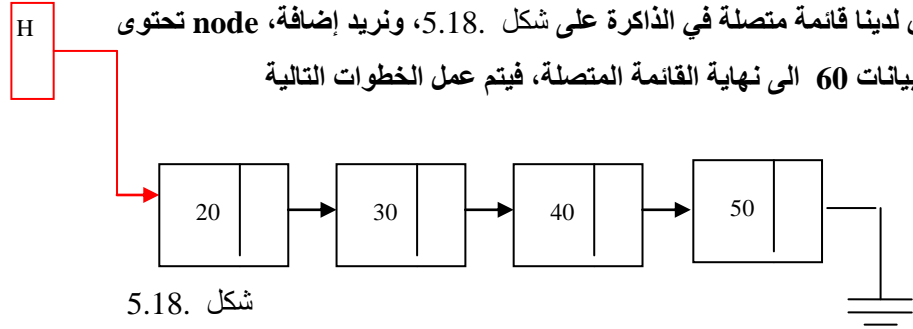 H
لدينا قائمة متصلة في الذاكرة على شكل .5.18، ونريد إضافة، node تحتوى
60 الى نهاية القائمة المتصلة، فيتم عمل الخطوات التالية
20 30 40 50
شكل .5.18